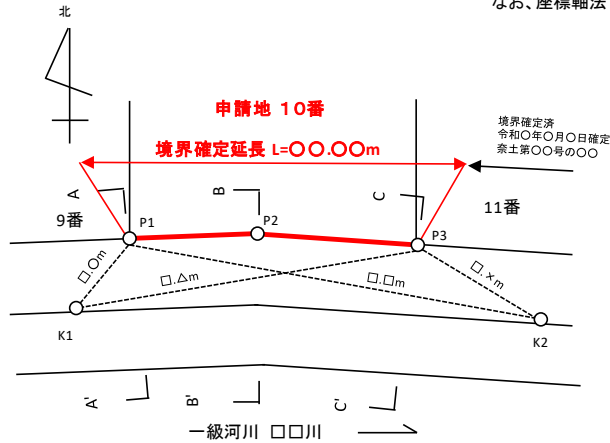 なお、座標軸法
北
申請地 10番
境界確定延長 L=〇〇.〇〇m
境界確定済
令和〇年〇月〇日確定
奈土第〇〇号の〇〇
A
B
C
9番
11番
P1
P2
P3
□.〇m
□.△m
□.□m
□.×m
K1
K2
A'
B'
C'
一級河川 □□川